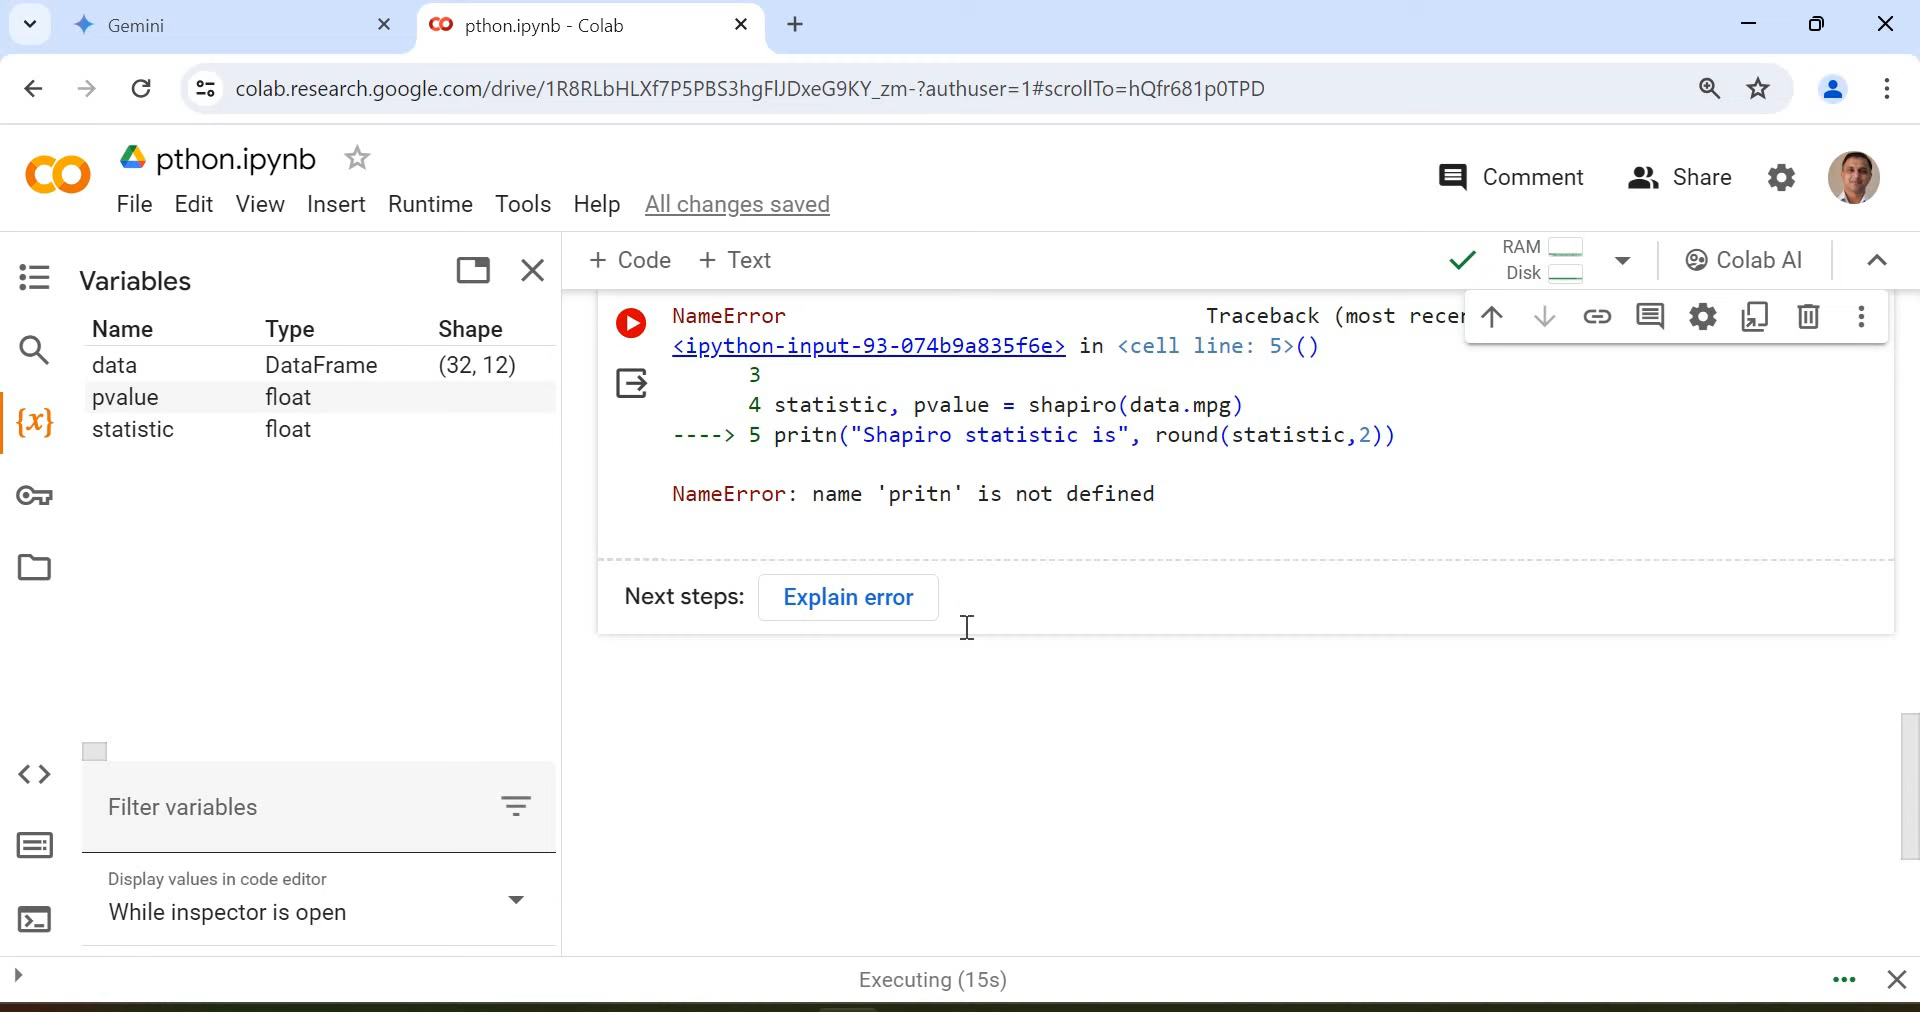 Gemini
pthon.ipynb - Colab
colab.research.google.com/drive/1R8RLbHLXf7P5PBS3hgFlJDxeG9KY_zm-?authuser=1#scrollTo=hQfr681p0TPD
pthon.ipynb
Comment
Share
File Edit View Insert Runtime Tools Help All changes saved
Variables
+ Code + Text
RAM
Disk
Colab AI
Name Type Shape
data DataFrame (32, 12)
pvalue float
statistic float
NameError Traceback (most recen
<ipython-input-93-074b9a835f6e> in <cell line: 5>()
3
4 statistic, pvalue = shapiro(data.mpg)
----> 5 pritn("Shapiro statistic is", round(statistic,2))
NameError: name 'pritn' is not defined
Next steps: Explain error
Filter variables
Display values in code editor
While inspector is open
Executing (15s)